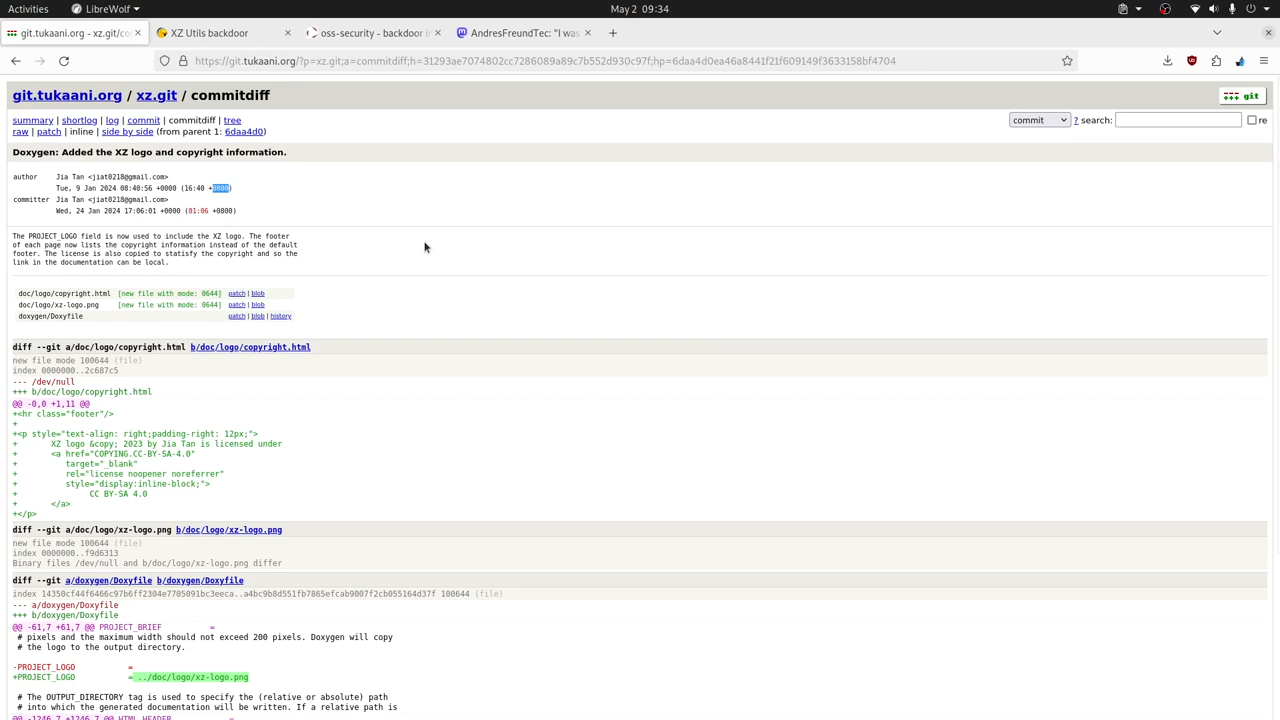 Activities LibreWolf May 2 09:34
git.tukaani.org - xz.git/co XZ Utils backdoor oss-security - backdoor in AndresFreundTec: "I was
https://git.tukaani.org/?p=xz.git;a=commitdiff;h=31293ae7074802cc7286089a89c7b552d930c97f;hp=6daa4d0ea46a8441f21f609149f3633158bf4704
git.tukaani.org / xz.git / commitdiff git
summary | shortlog | log | commit | commitdiff | tree commit ? search: re
raw | patch | inline | side by side (from parent 1: 6daa4d0)
Doxygen: Added the XZ logo and copyright information.
author Jia Tan <jiat0218@gmail.com>
Tue, 9 Jan 2024 08:40:56 +0000 (16:40 +0800)
committer Jia Tan <jiat0218@gmail.com>
Wed, 24 Jan 2024 17:06:01 +0000 (01:06 +0800)
The PROJECT_LOGO field is now used to include the XZ logo. The footer
of each page now lists the copyright information instead of the default
footer. The license is also copied to statisfy the copyright and so the
link in the documentation can be local.
doc/logo/copyright.html [new file with mode: 0644] patch | blob
doc/logo/xz-logo.png [new file with mode: 0644] patch | blob
doxygen/Doxyfile patch | blob | history
diff --git a/doc/logo/copyright.html b/doc/logo/copyright.html
new file mode 100644 (file)
index 0000000..2c687c5
--- /dev/null
+++ b/doc/logo/copyright.html
@@ -0,0 +1,11 @@
+<hr class="footer"/>
+
+<p style="text-align: right;padding-right: 12px;">
+ XZ logo &copy; 2023 by Jia Tan is licensed under
+ <a href="COPYING.CC-BY-SA-4.0"
+ target="_blank"
+ rel="license noopener noreferrer"
+ style="display:inline-block;">
+ CC BY-SA 4.0
+ </a>
+</p>
diff --git a/doc/logo/xz-logo.png b/doc/logo/xz-logo.png
new file mode 100644 (file)
index 0000000..f9d6313
Binary files /dev/null and b/doc/logo/xz-logo.png differ
diff --git a/doxygen/Doxyfile b/doxygen/Doxyfile
index 14350cf44f6466c97b6ff2304e7705091bc3eeca..a4bc9b8d551fb7865efcab9007f2cb055164d37f 100644 (file)
--- a/doxygen/Doxyfile
+++ b/doxygen/Doxyfile
@@ -61,7 +61,7 @@ PROJECT_BRIEF =
# pixels and the maximum width should not exceed 200 pixels. Doxygen will copy
# the logo to the output directory.
-PROJECT_LOGO =
+PROJECT_LOGO = ../doc/logo/xz-logo.png
# The OUTPUT_DIRECTORY tag is used to specify the (relative or absolute) path
# into which the generated documentation will be written. If a relative path is
@@ -1246,7 +1246,7 @@ HTML_HEADER =